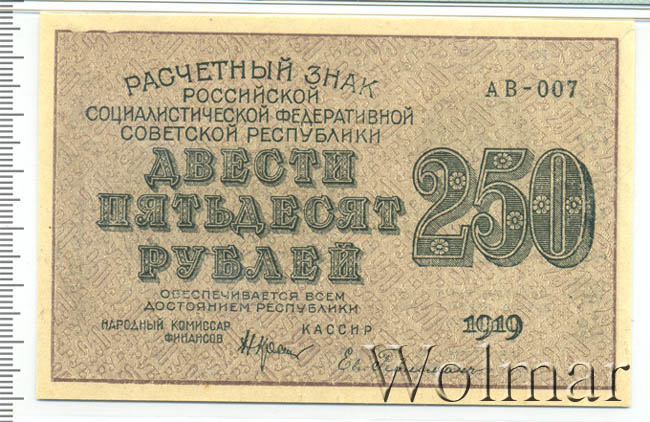 РАСЧЕТНЫЙ ЗНАК
РОССИЙСКОЙ
СОЦИАЛИСТИЧЕСКОЙ ФЕДЕРАТИВНОЙ
СОВЕТСКОЙ РЕСПУБЛИКИ
АВ-007
ДВЕСТИ
ПЯТЬДЕСЯТ
РУБЛЕЙ
250
ОБЕСПЕЧИВАЕТСЯ ВСЕМ
ДОСТОЯНИЕМ РЕСПУБЛИКИ
НАРОДНЫЙ КОМИССАР
ФИНАНСОВ
КАССИР
1919
Wolmar